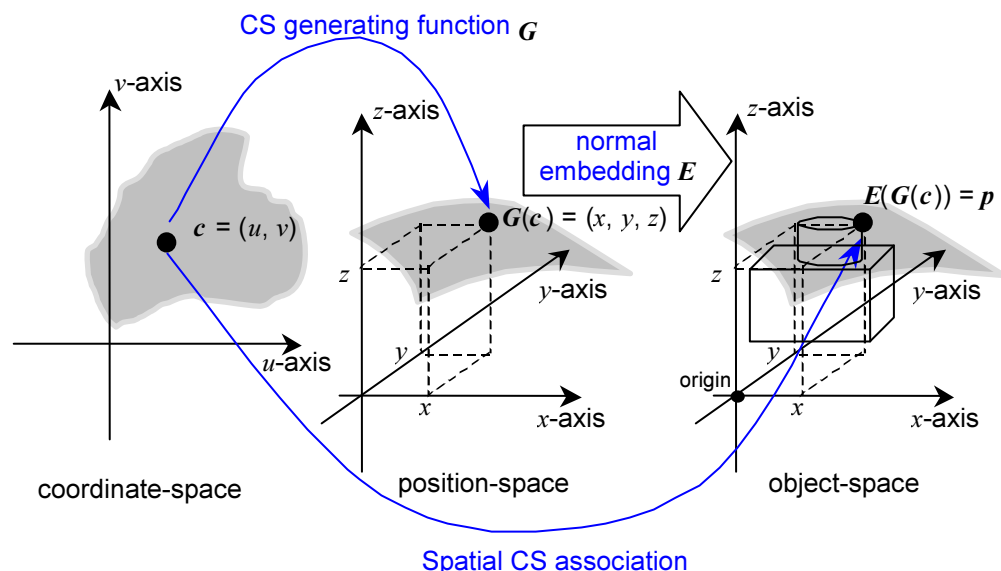 CS generating function G
v-axis
c = (u, v)
u-axis
coordinate-space
z-axis
G(c) = (x, y, z)
z
y-axis
y
x
x-axis
position-space
normal
embedding E
z-axis
E(G(c)) = p
z
y-axis
y
origin
x
x-axis
object-space
Spatial CS association